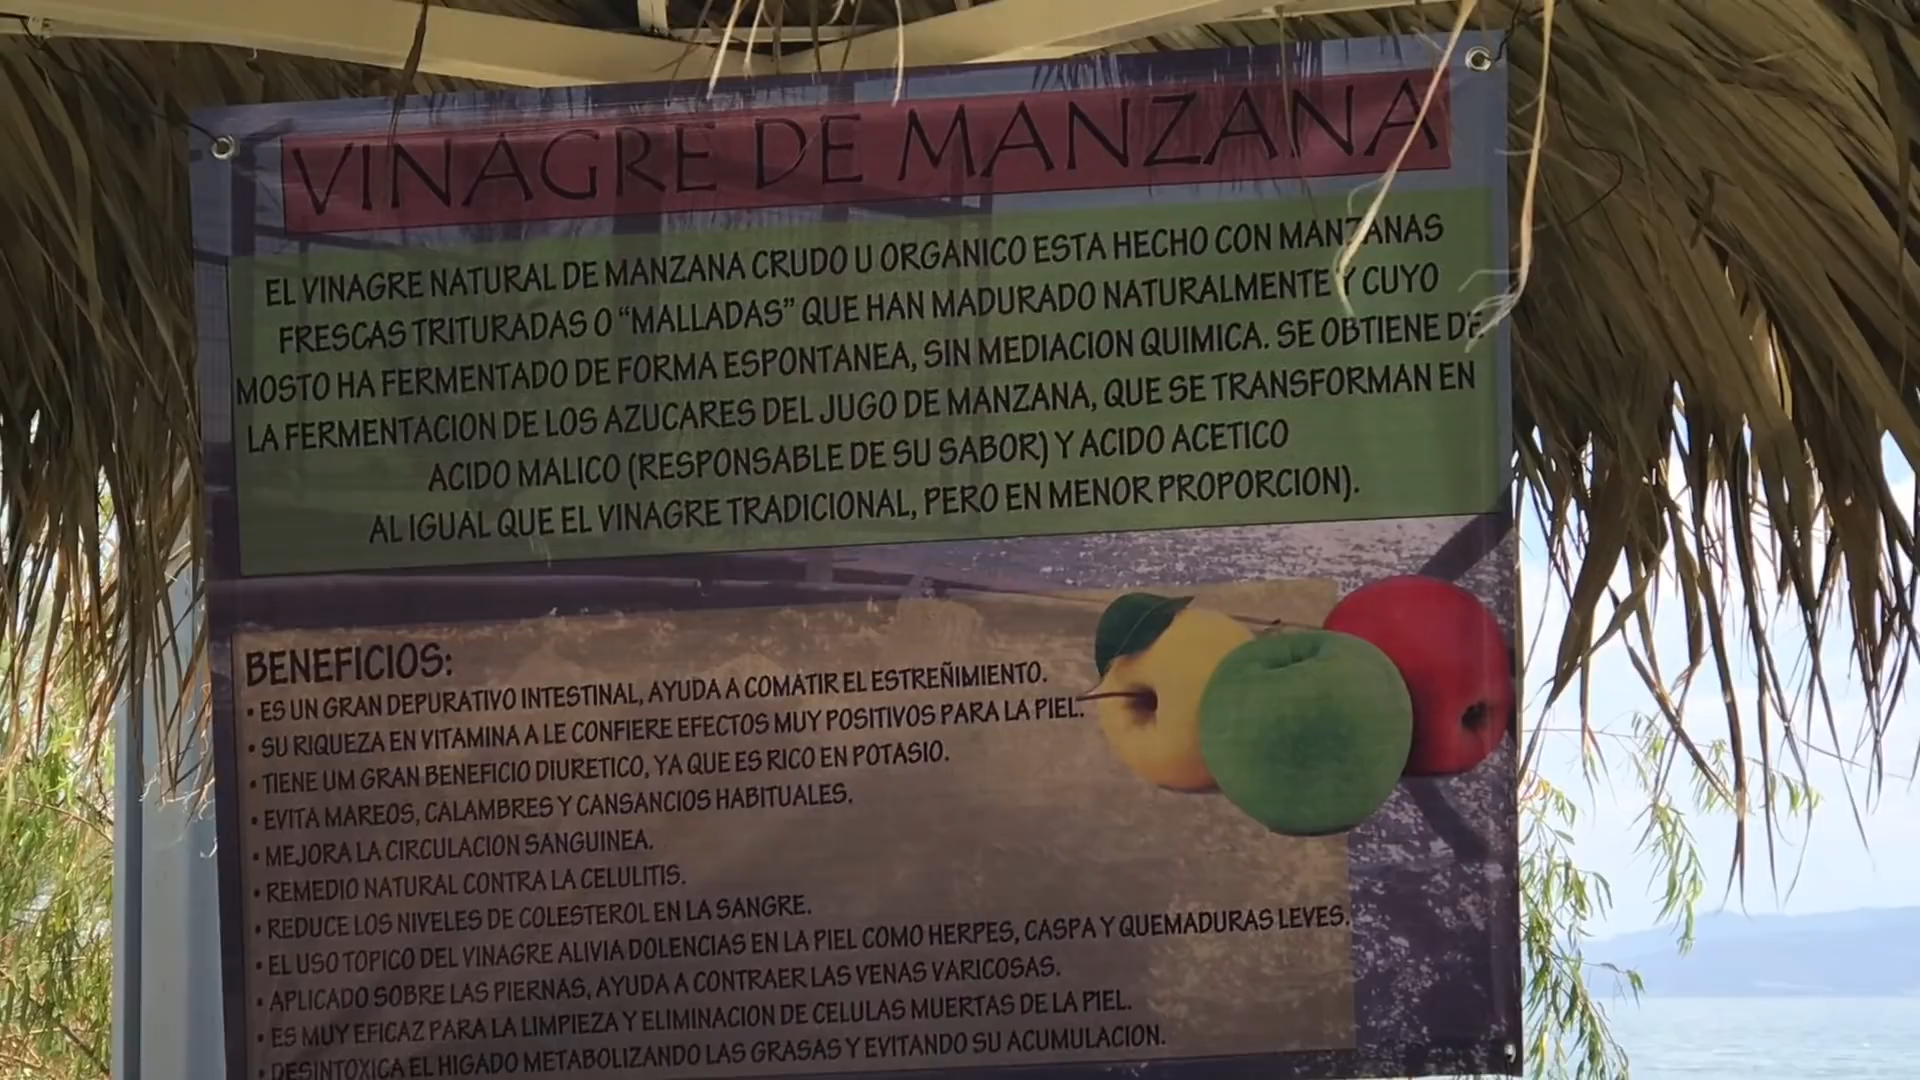 VINAGRE DE MANZANA
EL VINAGRE NATURAL DE MANZANA CRUDO U ORGANICO ESTA HECHO CON MANZANAS
FRESCAS TRITURADAS O “MALLADAS” QUE HAN MADURADO NATURALMENTE Y CUYO
MOSTO HA FERMENTADO DE FORMA ESPONTANEA, SIN MEDIACION QUIMICA. SE OBTIENE DE
LA FERMENTACION DE LOS AZUCARES DEL JUGO DE MANZANA, QUE SE TRANSFORMAN EN
ACIDO MALICO (RESPONSABLE DE SU SABOR) Y ACIDO ACETICO
AL IGUAL QUE EL VINAGRE TRADICIONAL, PERO EN MENOR PROPORCION).
BENEFICIOS:
• ES UN GRAN DEPURATIVO INTESTINAL, AYUDA A COMATIR EL ESTREÑIMIENTO.
• SU RIQUEZA EN VITAMINA A LE CONFIERE EFECTOS MUY POSITIVOS PARA LA PIEL.
• TIENE UM GRAN BENEFICIO DIURETICO, YA QUE ES RICO EN POTASIO.
• EVITA MAREOS, CALAMBRES Y CANSANCIOS HABITUALES.
• MEJORA LA CIRCULACION SANGUINEA.
• REMEDIO NATURAL CONTRA LA CELULITIS.
• REDUCE LOS NIVELES DE COLESTEROL EN LA SANGRE.
• EL USO TOPICO DEL VINAGRE ALIVIA DOLENCIAS EN LA PIEL COMO HERPES, CASPA Y QUEMADURAS LEVES.
• APLICADO SOBRE LAS PIERNAS, AYUDA A CONTRAER LAS VENAS VARICOSAS.
• ES MUY EFICAZ PARA LA LIMPIEZA Y ELIMINACION DE CELULAS MUERTAS DE LA PIEL.
• DESINTOXICA EL HIGADO METABOLIZANDO LAS GRASAS Y EVITANDO SU ACUMULACION.